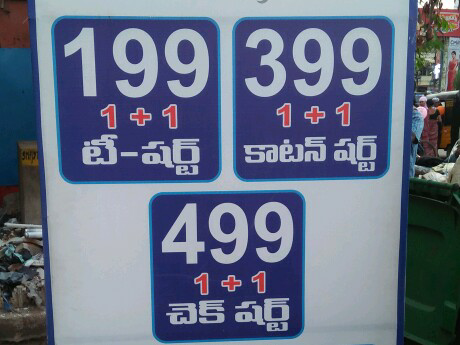 199
1 + 1
టీ-షర్ట్
399
1 + 1
కాటన్ షర్ట్
499
1 + 1
చెక్ షర్ట్